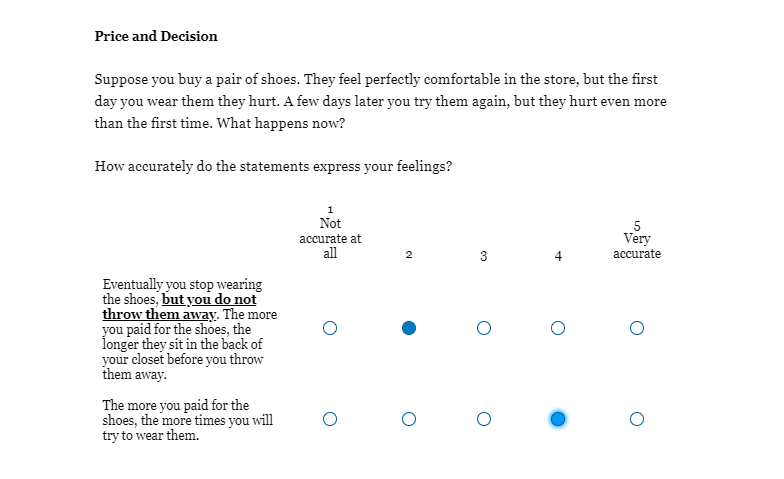 Price and Decision
Suppose you buy a pair of shoes. They feel perfectly comfortable in the store, but the first
day you wear them they hurt. A few days later you try them again, but they hurt even more
than the first time. What happens now?
How accurately do the statements express your feelings?
1
Not
accurate at
all
2
3
4
5
Very
accurate
Eventually you stop wearing
the shoes, but you do not
throw them away. The more
you paid for the shoes, the
longer they sit in the back of
your closet before you throw
them away.
The more you paid for the
shoes, the more times you will
try to wear them.